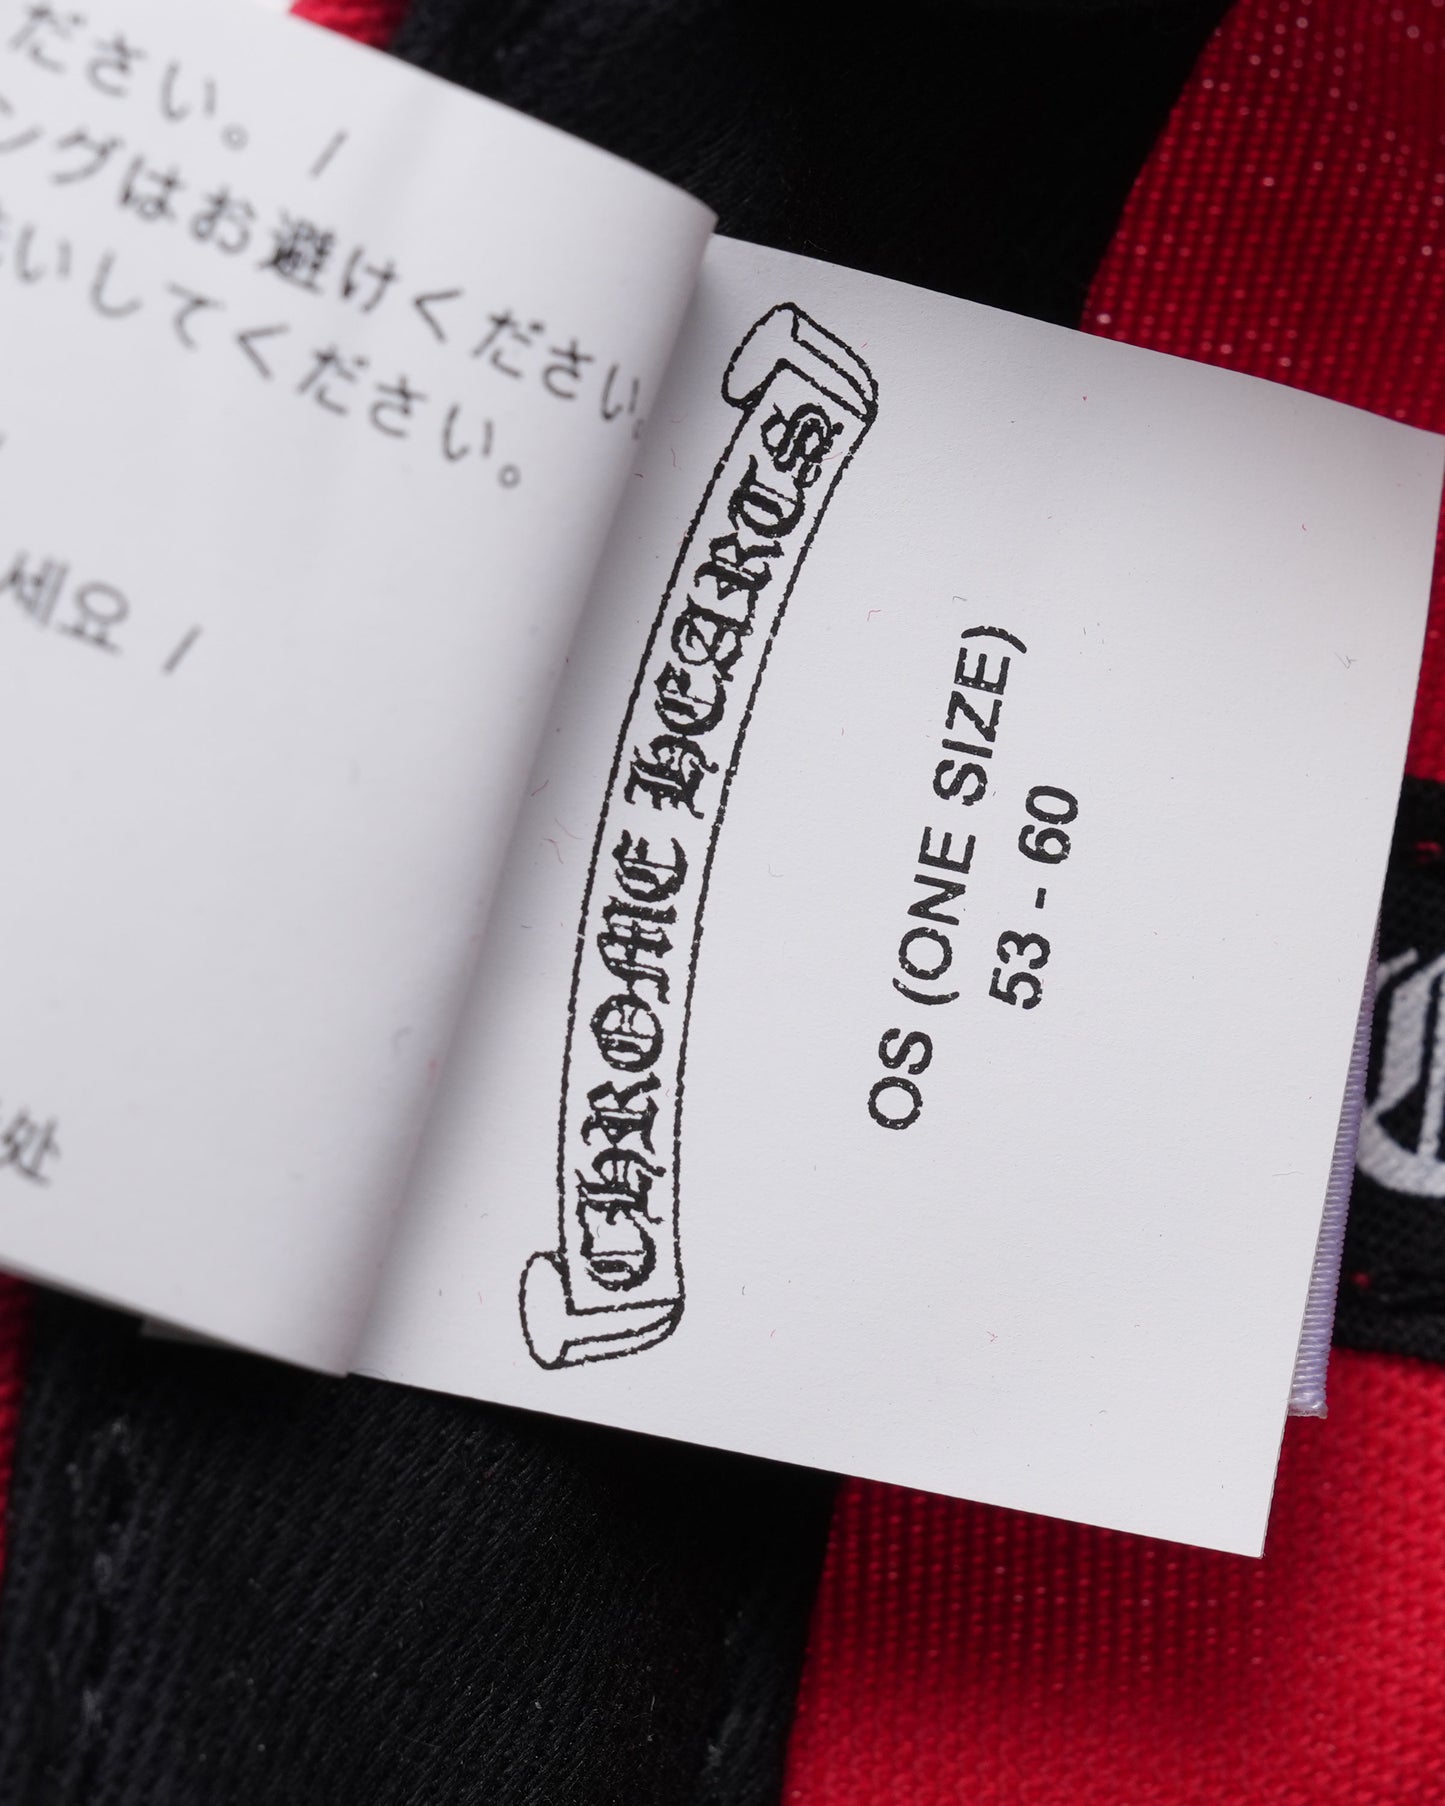 ださい。 /
ングはお避けください。
いしてください。
세요 /
处
CHROME HEARTS
OS (ONE SIZE)
53 - 60